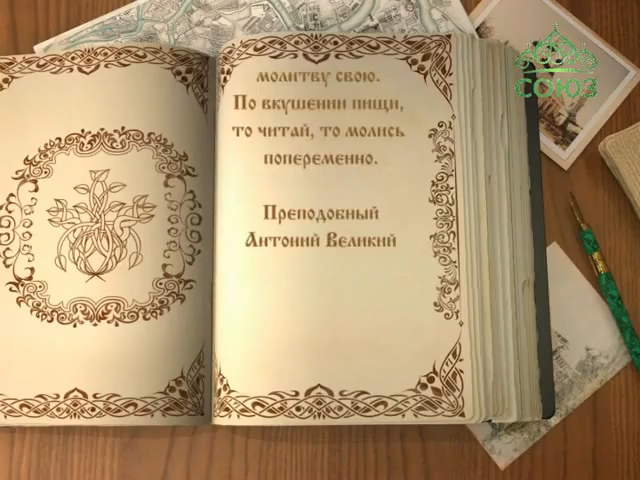 СОЮЗ
молитву свою.
По вкушении пищи,
то читай, то молись
попеременно.
Преподобный
Антоний Великий